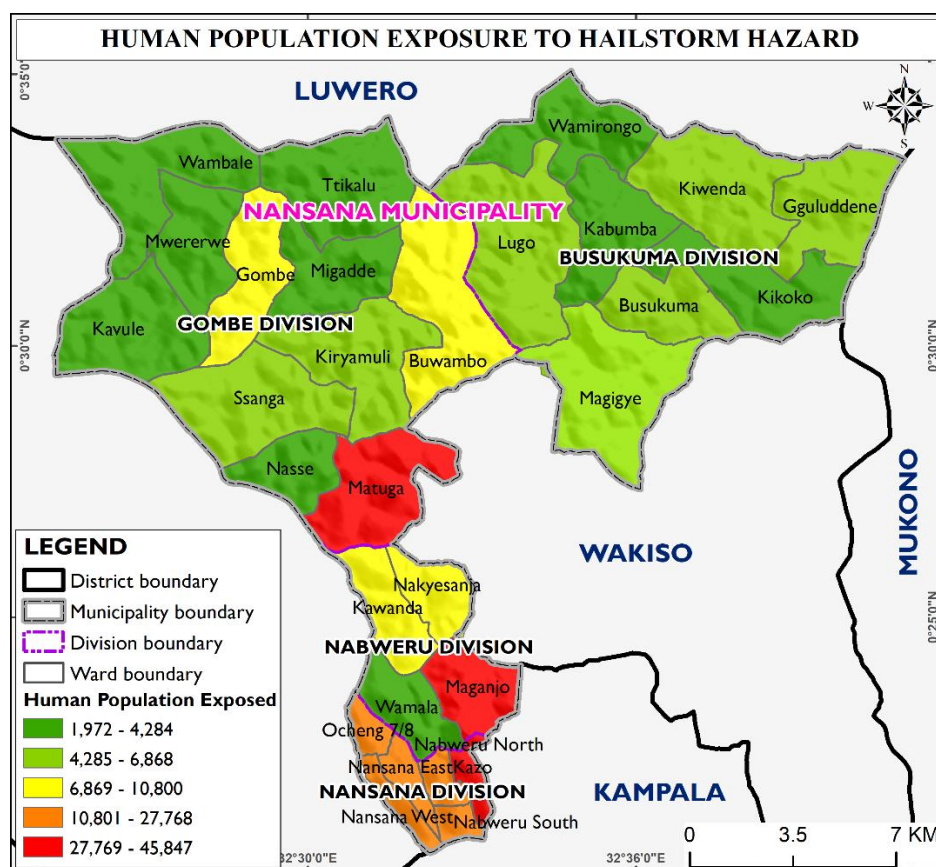 HUMAN POPULATION EXPOSURE TO HAILSTORM HAZARD
0°35'0"N
0°35'0"N
LUWERO
N
W E
S
Wamirongo
Wambale
Ttikalu
Kiwenda
Gguluddene
NANSANA MUNICIPALITY
Kabumba
Mwererwe
Lugo
Gombe
Migadde
BUSUKUMA DIVISION
Busukuma
Kikoko
Kavule
GOMBE DIVISION
0°30'0"N
0°30'0"N
Kiryamuli
Buwambo
Ssanga
Magigye
Nasse
Matuga
MUKONO
WAKISO
LEGEND
District boundary
Municipality boundary
Division boundary
Ward boundary
Human Population Exposed
1,972 - 4,284
4,285 - 6,868
6,869 - 10,800
10,801 - 27,768
27,769 - 45,847
Nakyesanja
Kawanda
0°25'0"N
NABWERU DIVISION
Maganjo
Wamala
Ocheng 7/8
Nabweru North
Nansana East
Kazo
NANSANA DIVISION
KAMPALA
Nansana West
Nabweru South
0 3.5 7 KM
32°30'0"E
32°36'0"E